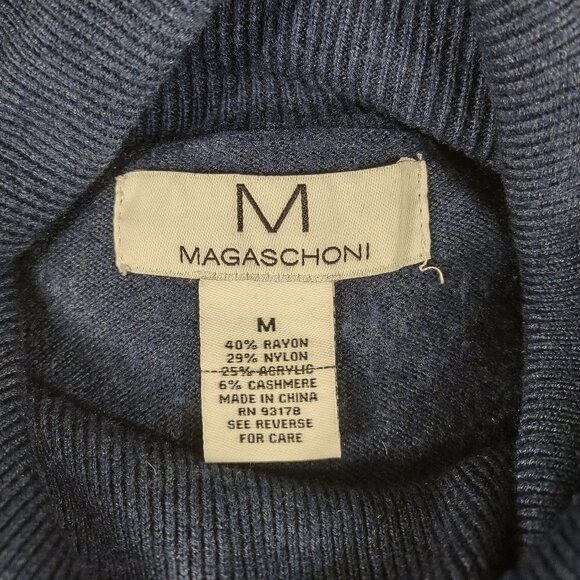 M
MAGASCHONI
M
40% RAYON
29% NYLON
25% ACRYLIC
6% CASHMERE
MADE IN CHINA
RN 93178
SEE REVERSE
FOR CARE